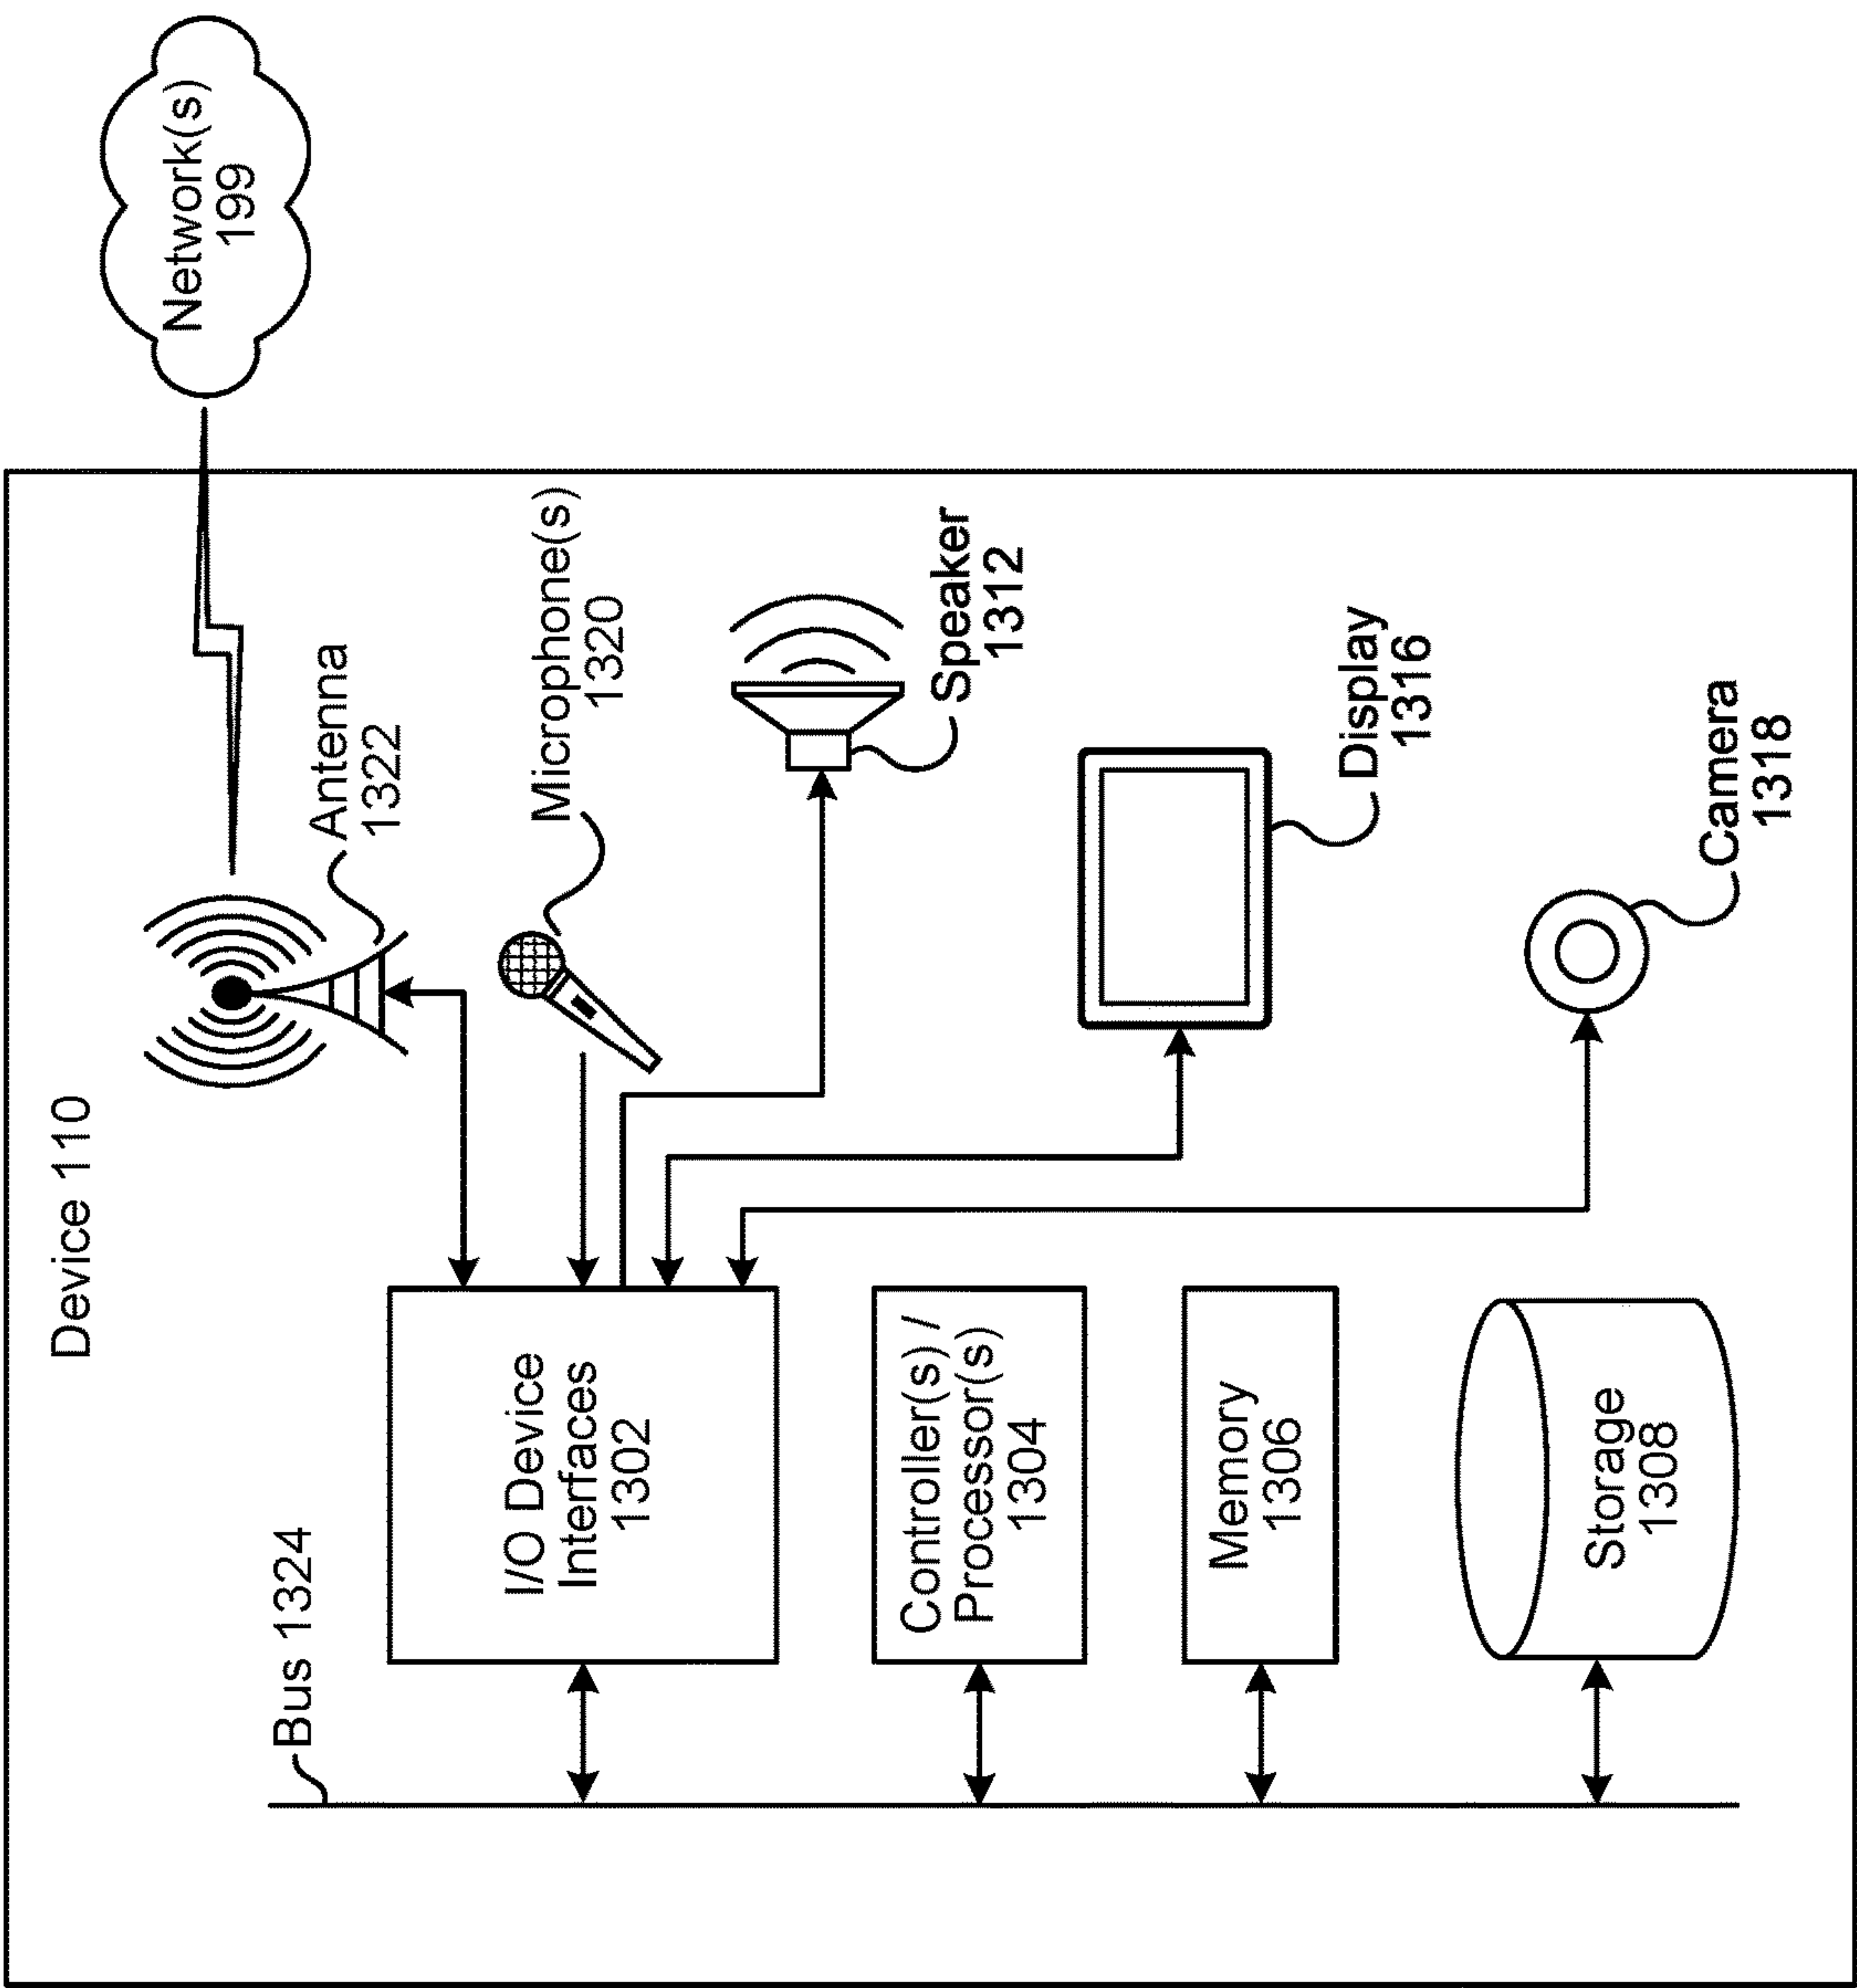 Device 110
Bus 1324
I/O Device
Interfaces
1302
Controller(s) /
Processor(s)
1304
Memory
1306
Storage
1308
Antenna
1322
Microphone(s)
1320
Speaker
1312
Display
1316
Camera
1318
Network(s)
199